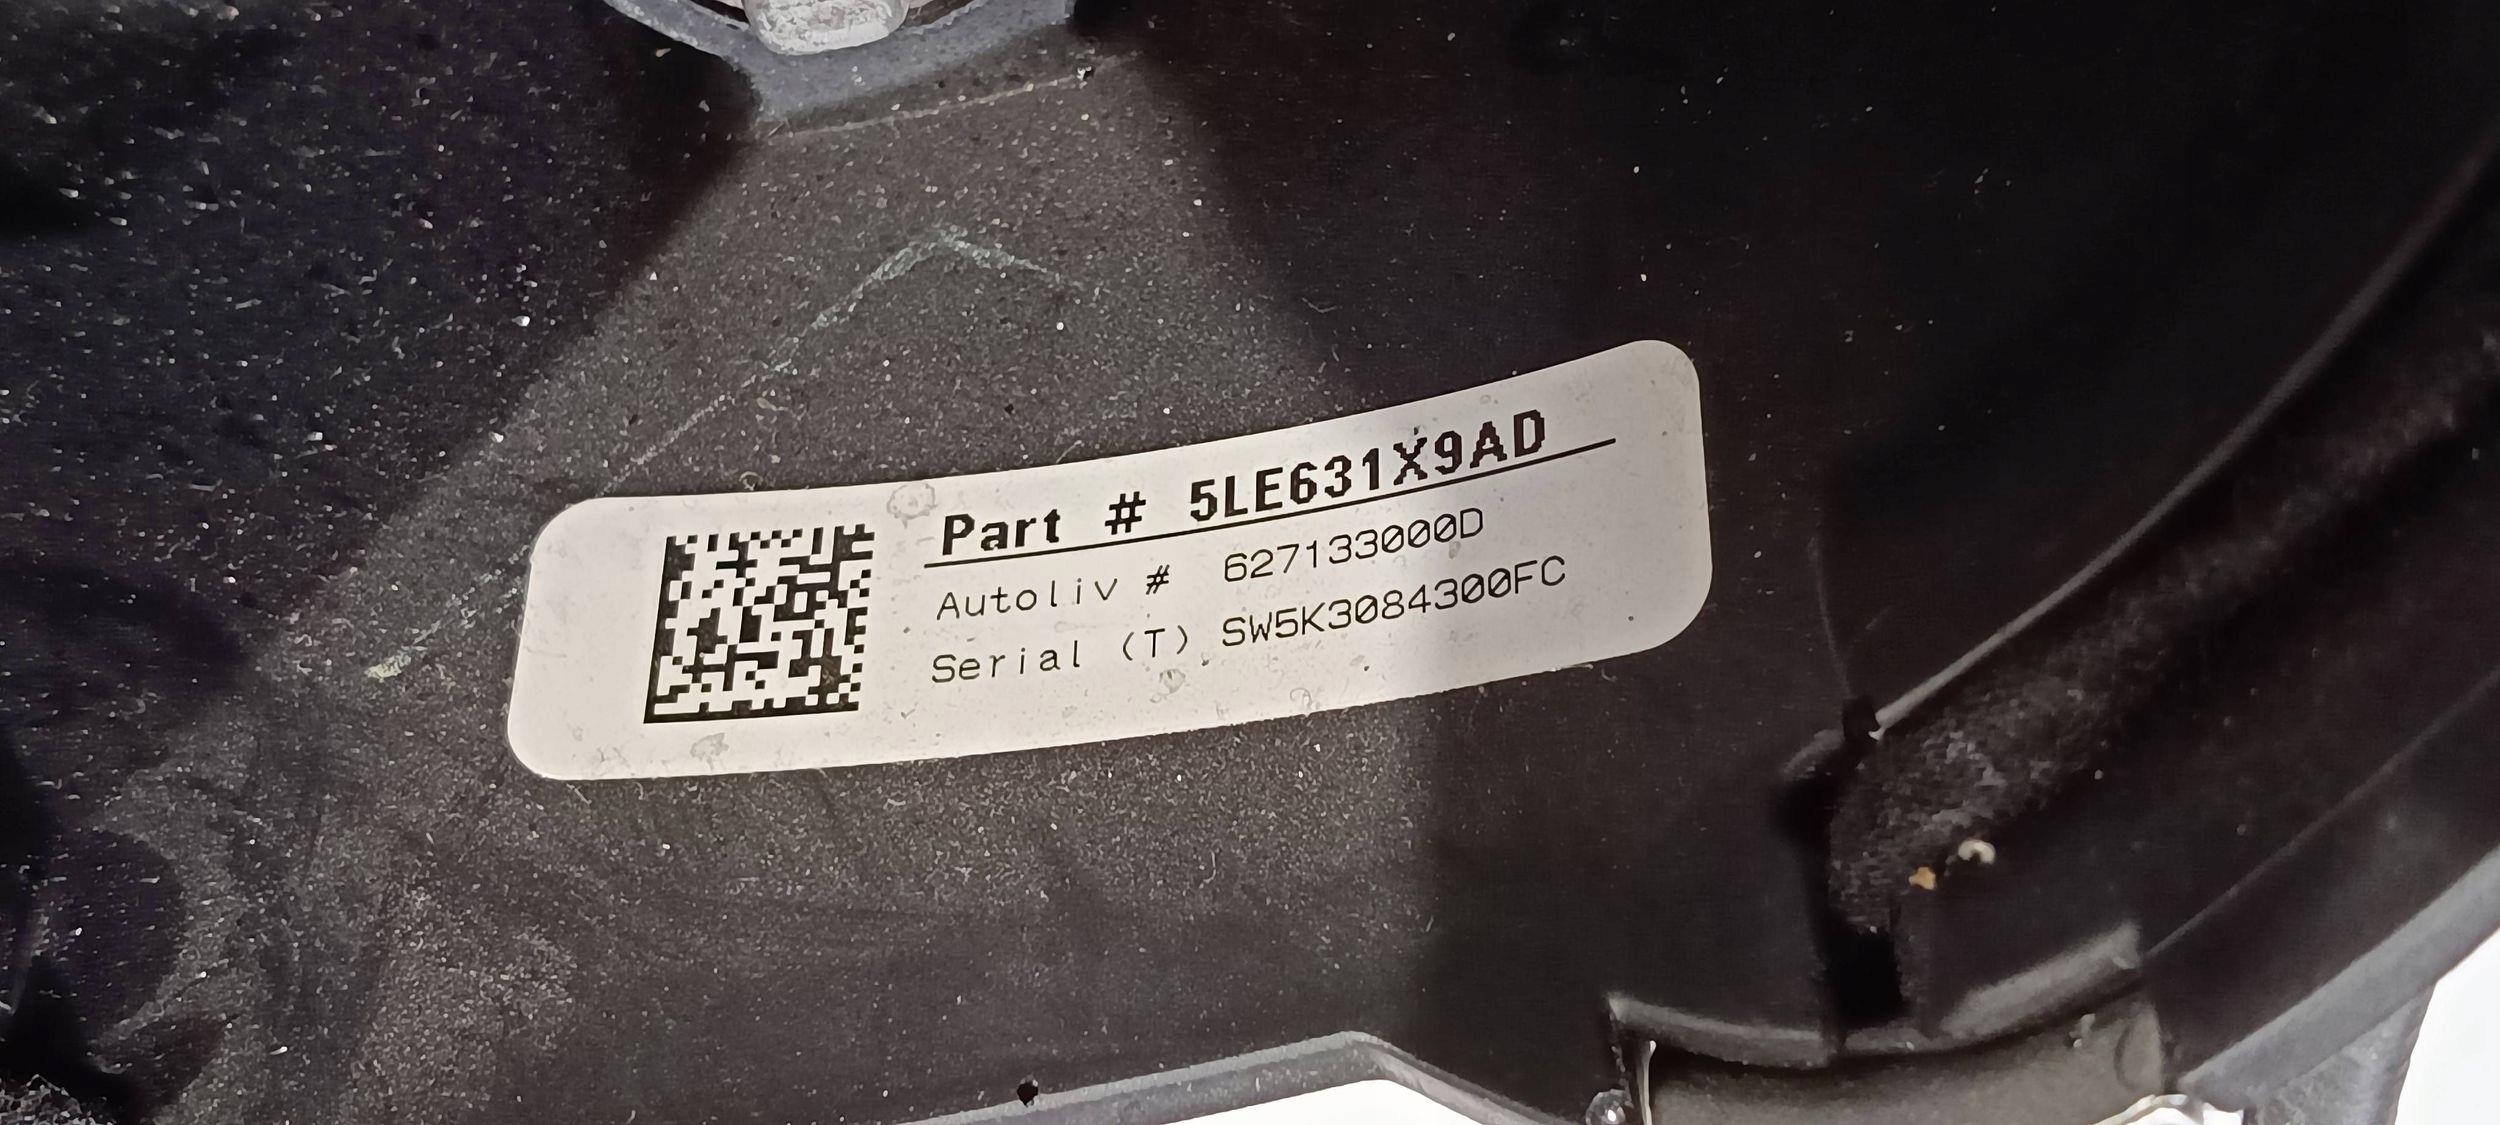 Part # 5LE631X9AD
Autoliv # 627133000D
Serial (T) SW5K3084300FC